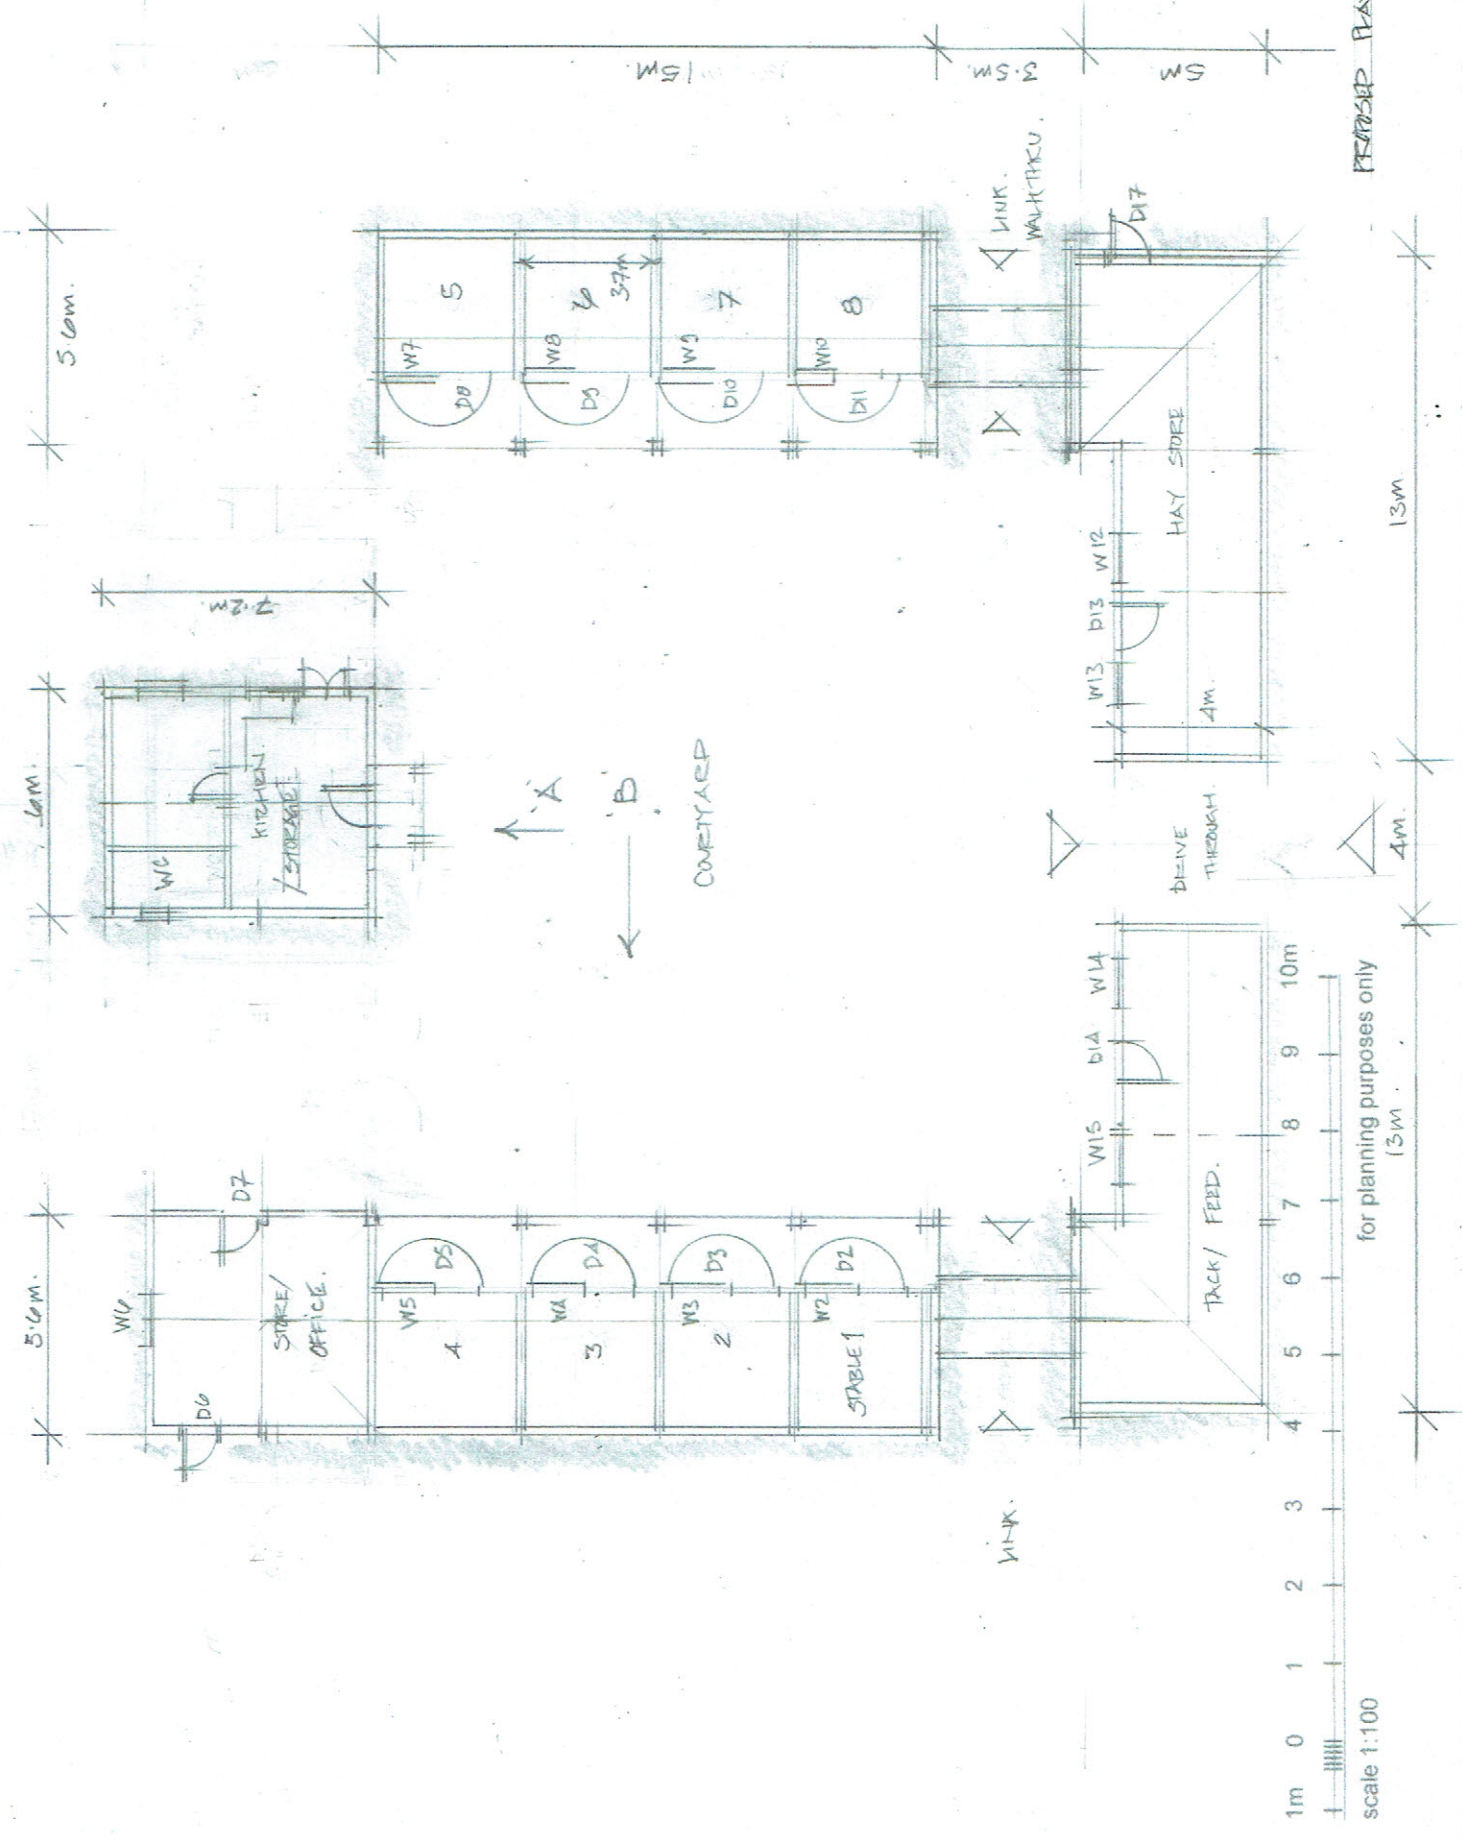 5.6m.
6m.
5.6m.
15m.
3.5m.
5m
7.2m.
W6
D6
D7
STORE/
OFFICE.
WC
KITCHEN.
/STORAGE.
W5
D5
4
W4
D4
3
W3
D3
2
W2
D2
STABLE 1
'A'
'B'
COURTYARD
5
W7
D8
6
3.7m
W8
D9
7
W9
D10
8
W10
D11
LINK.
LINK.
WALK THRU.
D17
W15
D14
W14
TACK/ FEED.
DRIVE
THROUGH.
W13
D13
W12
4m.
HAY STORE
13m.
4m.
13m.
1m 0 1 2 3 4 5 6 7 8 9 10m
scale 1:100
for planning purposes only
PROPOSED